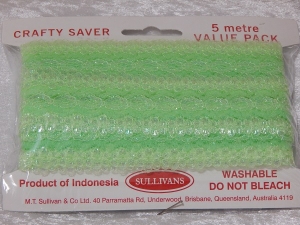 CRAFTY SAVER
5 metre
VALUE PACK
Product of Indonesia
SULLIVANS
WASHABLE
DO NOT BLEACH
M.T. Sullivan & Co Ltd. 40 Parramatta Rd, Underwood, Brisbane, Queensland, Australia 4119